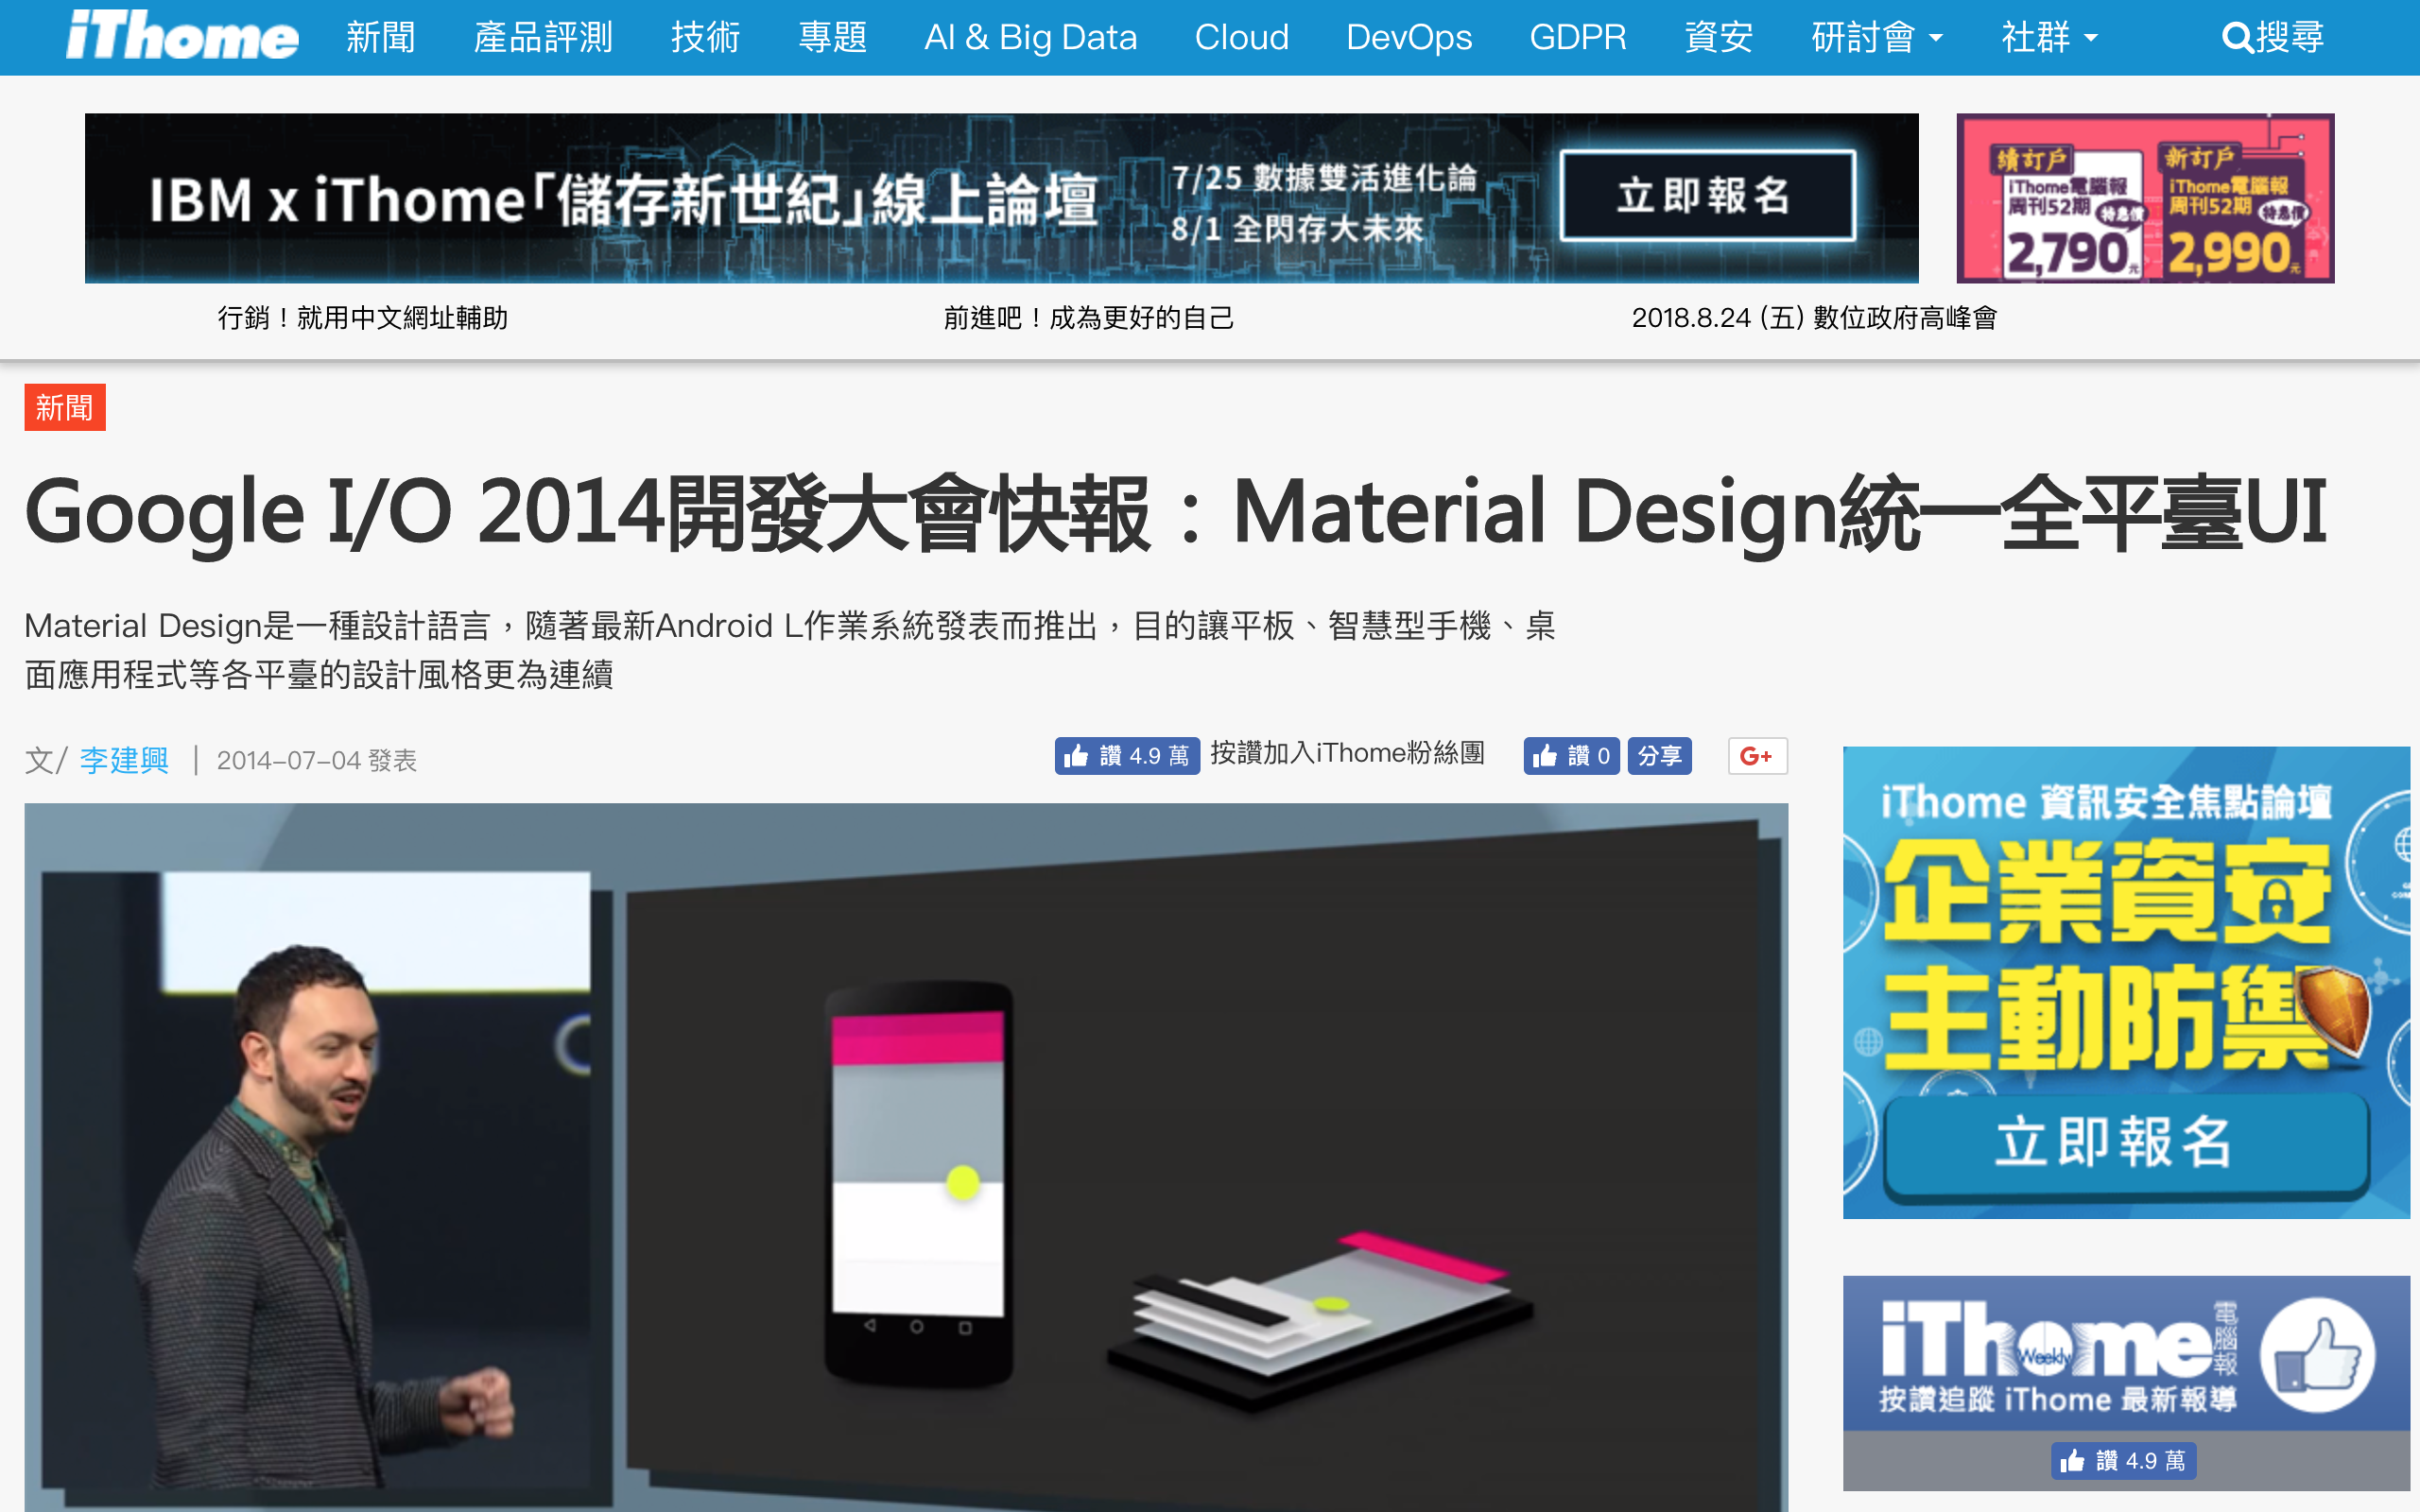 iThome 新聞 產品評測 技術 專題 AI & Big Data Cloud DevOps GDPR 資安 研討會 社群 搜尋
IBM x iThome「儲存新世紀」線上論壇
7/25 數據雙活進化論
8/1 全閃存大未來
立即報名
續訂戶
iThome電腦報
周刊52期
特惠價
2,790元
新訂戶
iThome電腦報
周刊52期
特惠價
2,990元
行銷！就用中文網址輔助
前進吧！成為更好的自己
2018.8.24 (五) 數位政府高峰會
新聞
Google I/O 2014開發大會快報：Material Design統一全平臺UI
Material Design是一種設計語言，隨著最新Android L作業系統發表而推出，目的讓平板、智慧型手機、桌
面應用程式等各平臺的設計風格更為連續
文/ 李建興 | 2014-07-04 發表
讚 4.9 萬 按讚加入iThome粉絲團 讚 0 分享 G+
iThome 資訊安全焦點論壇
企業資安
主動防禦
立即報名
iThome Weekly 電腦報
按讚追蹤 iThome 最新報導
讚 4.9 萬